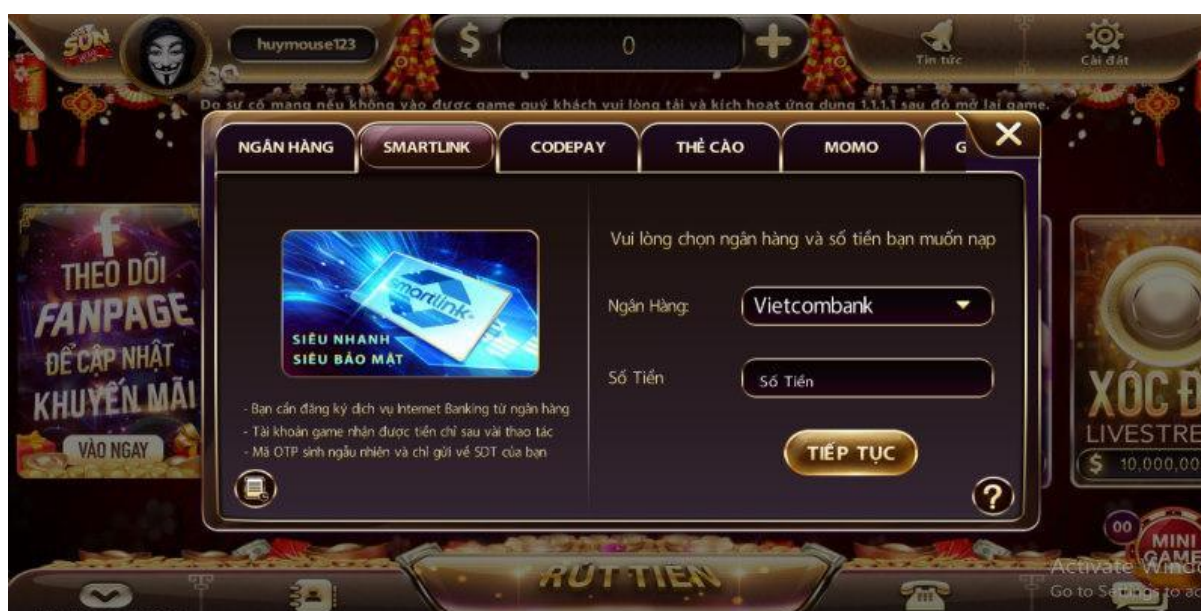 SUN
huymouse123
$
0
+
Tin tức
Cài đặt
Do sự cố mạng nếu không vào được game quý khách vui lòng tải và kích hoạt ứng dụng 1.1.1.1 sau đó mở lại game.
NGÂN HÀNG
SMARTLINK
CODEPAY
THẺ CÀO
MOMO
G
X
f
THEO DÕI
FANPAGE
ĐỂ CẬP NHẬT
KHUYẾN MÃI
VÀO NGAY
smartlink
SIÊU NHANH
SIÊU BẢO MẬT
- Bạn cần đăng ký dịch vụ Internet Banking từ ngân hàng
- Tài khoản game nhận được tiền chỉ sau vài thao tác
- Mã OTP sinh ngẫu nhiên và chỉ gửi về SDT của bạn
Vui lòng chọn ngân hàng và số tiền bạn muốn nạp
Ngân Hàng:
Vietcombank
Số Tiền
Số Tiền
TIẾP TỤC
?
XÓC Đ
LIVESTRE
$ 10,000,00
00
MINI
GAME
RÚT TIỀN
Activate Windo
Go to Settings to ac